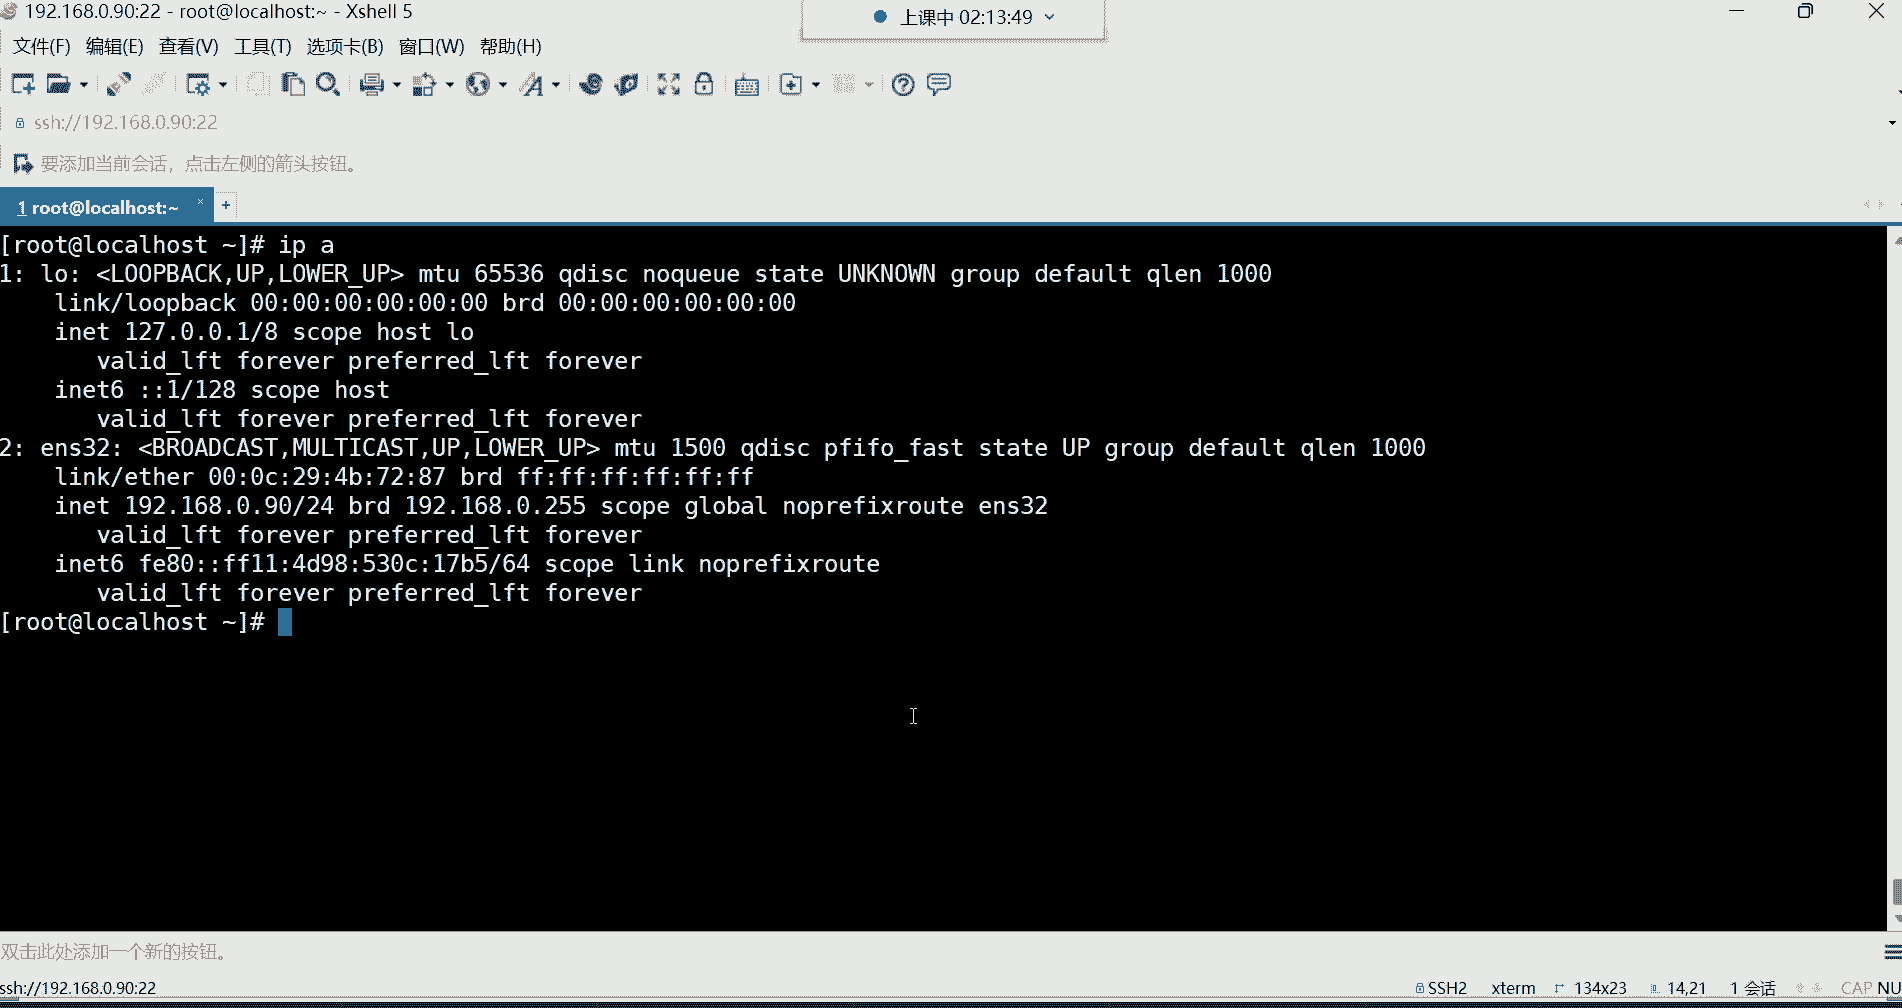 192.168.0.90:22 - root@localhost:~ - Xshell 5
上课中 02:13:49
文件(F) 编辑(E) 查看(V) 工具(T) 选项卡(B) 窗口(W) 帮助(H)
ssh://192.168.0.90:22
要添加当前会话，点击左侧的箭头按钮。
1 root@localhost:~ × +
[root@localhost ~]# ip a
1: lo: <LOOPBACK,UP,LOWER_UP> mtu 65536 qdisc noqueue state UNKNOWN group default qlen 1000
    link/loopback 00:00:00:00:00:00 brd 00:00:00:00:00:00
    inet 127.0.0.1/8 scope host lo
       valid_lft forever preferred_lft forever
    inet6 ::1/128 scope host
       valid_lft forever preferred_lft forever
2: ens32: <BROADCAST,MULTICAST,UP,LOWER_UP> mtu 1500 qdisc pfifo_fast state UP group default qlen 1000
    link/ether 00:0c:29:4b:72:87 brd ff:ff:ff:ff:ff:ff
    inet 192.168.0.90/24 brd 192.168.0.255 scope global noprefixroute ens32
       valid_lft forever preferred_lft forever
    inet6 fe80::ff11:4d98:530c:17b5/64 scope link noprefixroute
       valid_lft forever preferred_lft forever
[root@localhost ~]#
双击此处添加一个新的按钮。
ssh://192.168.0.90:22 SSH2 xterm 134x23 14,21 1 会话 CAP NU